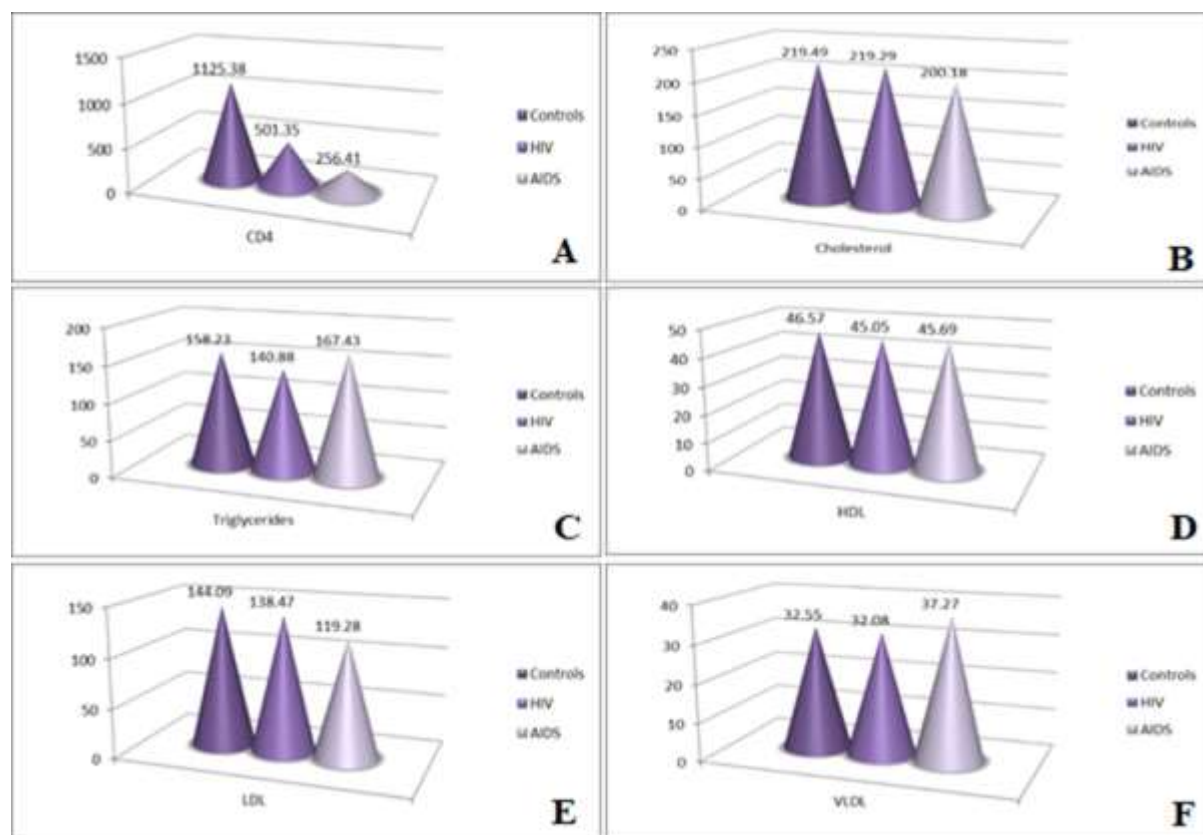 1500
1000
500
0
1125.38
501.35
256.41
CD4
Controls
HIV
AIDS
A
250
200
150
100
50
0
219.49
219.29
200.18
Cholesterol
Controls
HIV
AIDS
B
200
150
100
50
0
158.23
140.88
167.43
Triglycerides
Controls
HIV
AIDS
C
50
40
30
20
10
0
46.57
45.05
45.69
HDL
Controls
HIV
AIDS
D
150
100
50
0
144.09
138.47
119.28
LDL
Controls
HIV
AIDS
E
40
30
20
10
0
32.55
32.08
37.27
VLDL
Controls
HIV
AIDS
F